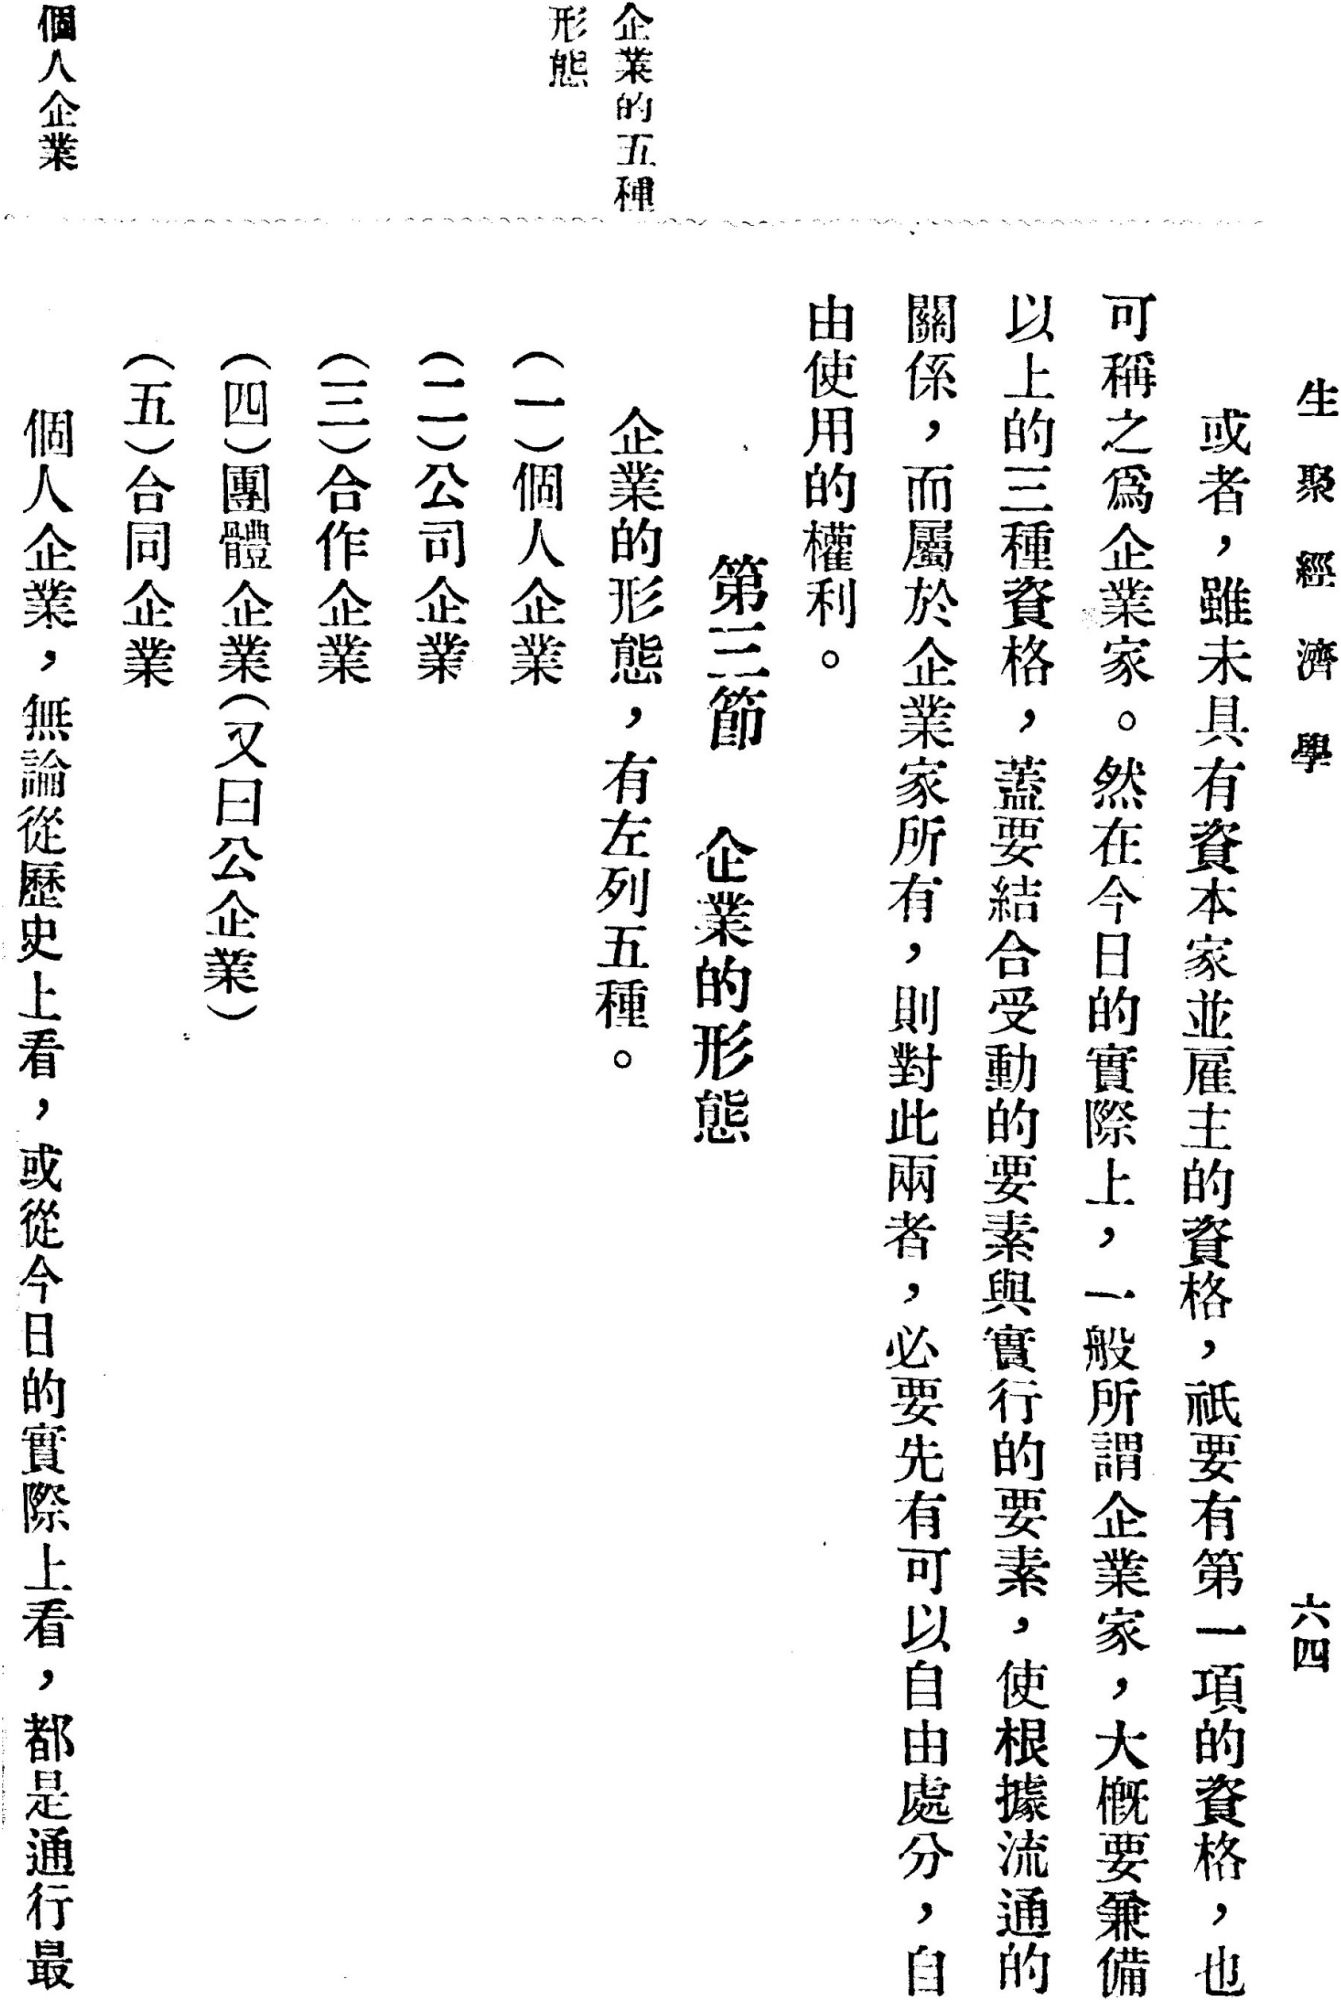 生聚經濟學
六四
或者，雖未具有資本家並雇主的資格，祇要有第一項的資格，也
可稱之爲企業家。然在今日的實際上，一般所謂企業家，大概要兼備
以上的三種資格，蓋要結合受動的要素與實行的要素，使根據流通的
關係，而屬於企業家所有，則對此兩者，必要先有可以自由處分，自
由使用的權利。
第三節　企業的形態
企業的五種
形態
企業的形態，有左列五種。
（一）個人企業
（二）公司企業
（三）合作企業
（四）團體企業（又曰公企業）
（五）合同企業
個人企業
個人企業，無論從歷史上看，或從今日的實際上看，都是通行最